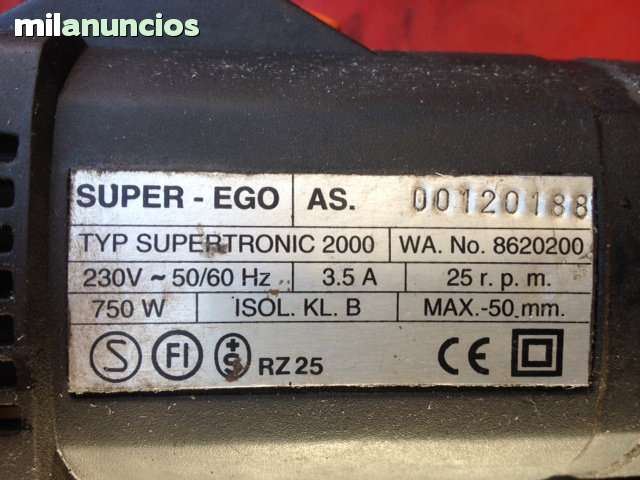 milanuncios
SUPER - EGO AS. 00120188
TYP SUPERTRONIC 2000 WA. No. 8620200
230V ~ 50/60 Hz 3.5 A 25 r. p. m.
750 W ISOL. KL. B MAX.-50 mm.
S FI +S RZ 25 CE